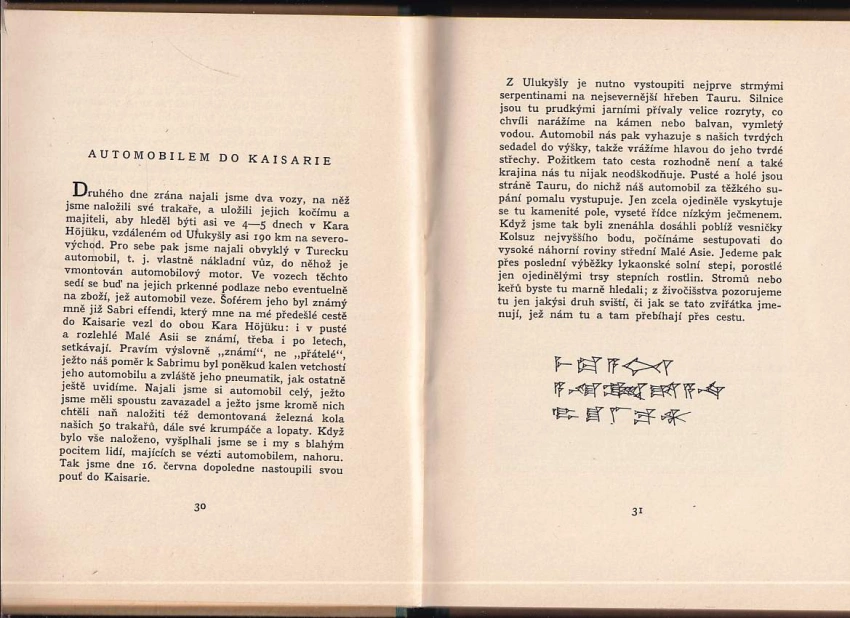 AUTOMOBILEM DO KAISARIE
Druhého dne zrána najali jsme dva vozy, na něž
jsme naložili své trakaře, a uložili jejich kočímu a
majiteli, aby hleděl býti asi ve 4—5 dnech v Kara
Höjüku, vzdáleném od Ulukyšly asi 190 km na severo-
východ. Pro sebe pak jsme najali obvyklý v Turecku
automobil, t. j. vlastně nákladní vůz, do něhož je
vmontován automobilový motor. Ve vozech těchto
sedí se buď na jejich prkenné podlaze nebo eventuelně
na zboží, jež automobil veze. Šoférem jeho byl známý
mně již Sabri effendi, který mne na mé předešlé cestě
do Kaisarie vezl do obou Kara Höjüku: i v pusté
a rozlehlé Malé Asii se známí, třeba i po letech,
setkávají. Pravím výslovně „známí“, ne „přátelé“,
ježto náš poměr k Sabrimu byl poněkud kalen vetchostí
jeho automobilu a zvláště jeho pneumatik, jak ostatně
ještě uvidíme. Najali jsme si automobil celý, ježto
jsme měli spoustu zavazadel a ježto jsme kromě nich
chtěli naň naložiti též demontovaná železná kola
našich 50 trakařů, dále své krumpáče a lopaty. Když
bylo vše naloženo, vyšplhali jsme se i my s blahým
pocitem lidí, majících se vézti automobilem, nahoru.
Tak jsme dne 16. června dopoledne nastoupili svou
pouť do Kaisarie.
30
Z Ulukyšly je nutno vystoupiti nejprve strmými
serpentinami na nejsevernější hřeben Tauru. Silnice
jsou tu prudkými jarními přívaly velice rozryty, co
chvíli narážíme na kámen nebo balvan, vymletý
vodou. Automobil nás pak vyhazuje s našich tvrdých
sedadel do výšky, takže vrážíme hlavou do jeho tvrdé
střechy. Požitkem tato cesta rozhodně není a také
krajina nás tu nijak neodškodňuje. Pusté a holé jsou
stráně Tauru, do nichž náš automobil za těžkého su-
pání pomalu vystupuje. Jen zcela ojediněle vyskytuje
se tu kamenité pole, vyseté řídce nízkým ječmenem.
Když jsme tak byli znenáhla dosáhli poblíž vesničky
Kolsuz nejvyššího bodu, počínáme sestupovati do
vysoké náhorní roviny střední Malé Asie. Jedeme pak
přes poslední výběžky lykaonské solní stepi, porostlé
jen ojedinělými trsy stepních rostlin. Stromů nebo
keřů byste tu marně hledali; z živočišstva pozorujeme
tu jen jakýsi druh svišťí, či jak se tato zvířátka jme-
nují, jež nám tu a tam přebíhají přes cestu.
31